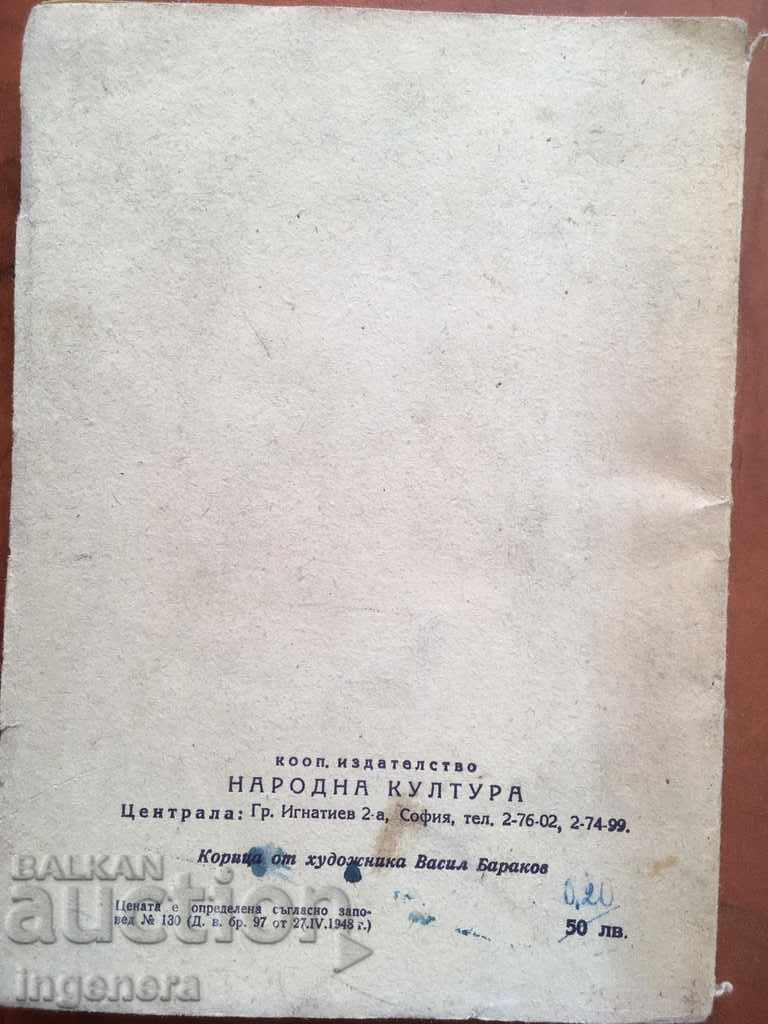 КООП. ИЗДАТЕЛСТВО
НАРОДНА КУЛТУРА
Централа: Гр. Игнатиев 2-а, София, тел. 2-76-02, 2-74-99.
Корица от художника Васил Бараков
0,20
Цената е определена съгласно запо-
вед № 130 (Д. в. бр. 97 от 27.IV.1948 г.)
50 лв.
BALKAN
auction
ingenera